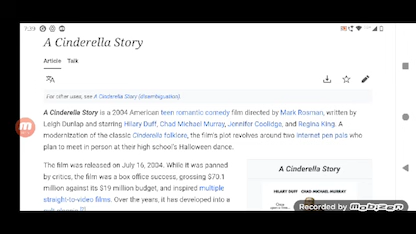 7:39
A Cinderella Story
Article Talk
For other uses, see A Cinderella Story (disambiguation).
A Cinderella Story is a 2004 American teen romantic comedy film directed by Mark Rosman, written by
Leigh Dunlap and starring Hilary Duff, Chad Michael Murray, Jennifer Coolidge, and Regina King. A
modernization of the classic Cinderella folklore, the film's plot revolves around two Internet pen pals who
plan to meet in person at their high school's Halloween dance.
The film was released on July 16, 2004. While it was panned
by critics, the film was a box office success, grossing $70.1
million against its $19 million budget, and inspired multiple
straight-to-video films. Over the years, it has developed into a
A Cinderella Story
HILARY DUFF CHAD MICHAEL MURRAY
Recorded by Mobizen